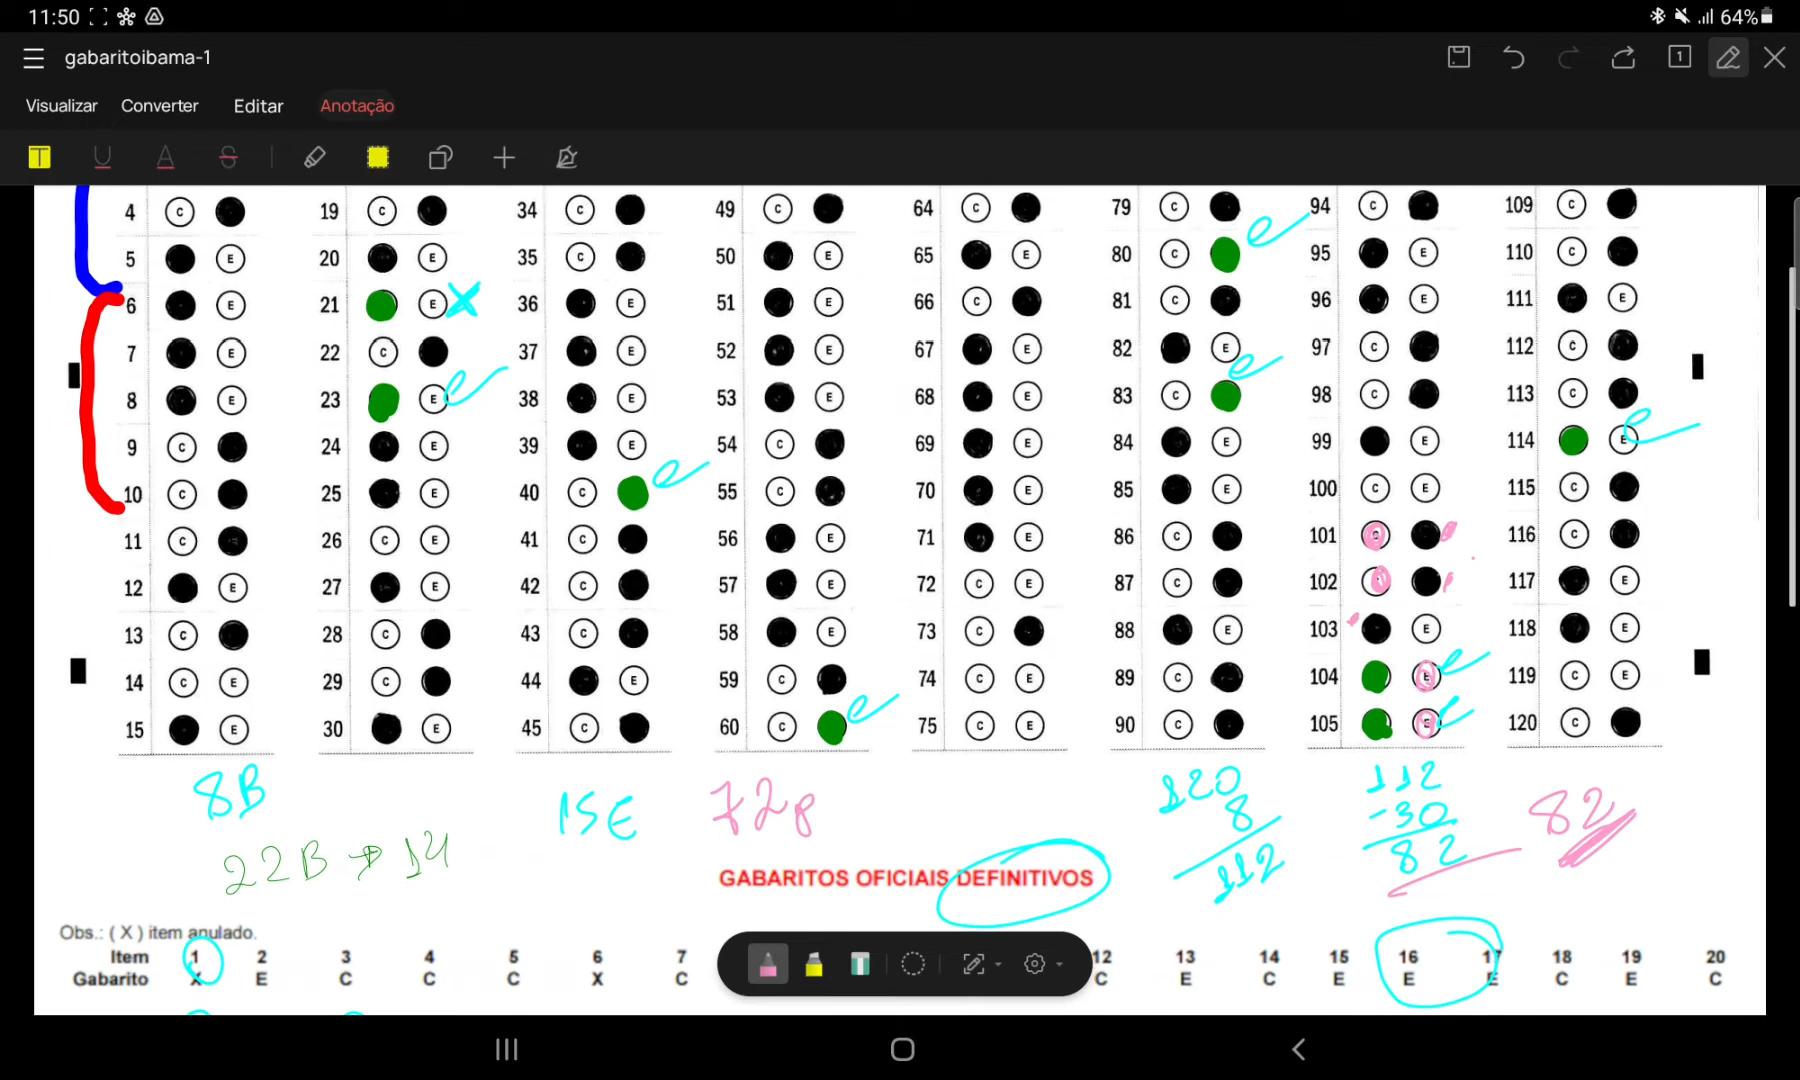 11:50
64%
gabaritoibama-1
1
Visualizar Converter Editar Anotação
T U A S
4 C 19 C 34 C 49 C 64 C 79 C 94 C 109 C
5 E 20 E 35 C 50 E 65 E 80 C 95 E 110 C
6 E 21 E X 36 E 51 E 66 C 81 C 96 E 111 E
7 E 22 C 37 E 52 E 67 E 82 E 97 C 112 C
8 E 23 E 38 E 53 E 68 E 83 C 98 C 113 C
9 C 24 E 39 E 54 C 69 E 84 E 99 E 114 E
10 C 25 E 40 C 55 C 70 E 85 E 100 C E 115 C
11 C 26 C E 41 C 56 E 71 E 86 C 101 C 116 C
12 E 27 E 42 C 57 E 72 C E 87 C 102 117 E
13 C 28 C 43 C 58 E 73 C 88 E 103 E 118 E
14 C E 29 C 44 E 59 C 74 C E 89 C 104 E 119 C E
15 E 30 E 45 C 60 C 75 C E 90 C 105 E 120 C
8B
15E
72p
120
8
112
112
-30
82
82
22B → 14
GABARITOS OFICIAIS DEFINITIVOS
Obs.: ( X ) item anulado.
Item 1 2 3 4 5 6 7 12 13 14 15 16 17 18 19 20
Gabarito X E C C C X C C E C E E E C E C